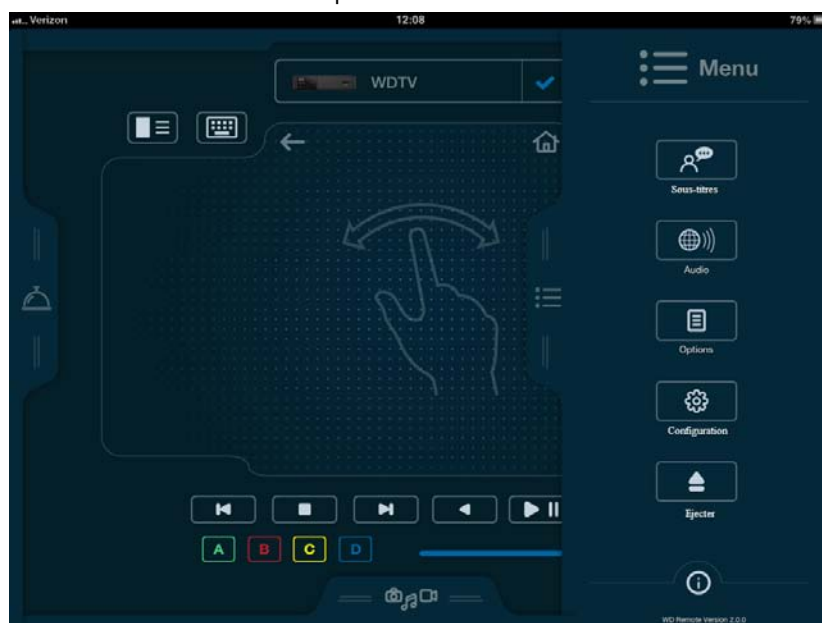 Verizon
12:08
79%
WDTV
Menu
Sous-titres
Audio
Options
Configuration
Ejecter
A B C D
WD Remote Version 2.0.0